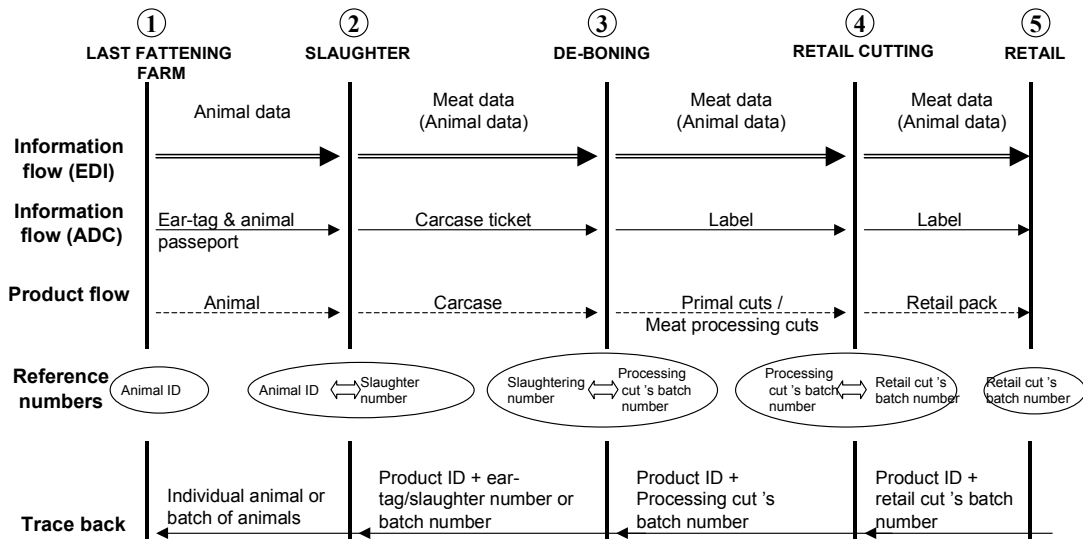 1
2
3
4
5
LAST FATTENING
FARM
SLAUGHTER
DE-BONING
RETAIL CUTTING
RETAIL
Animal data
Meat data
(Animal data)
Meat data
(Animal data)
Meat data
(Animal data)
Information
flow (EDI)
Information
flow (ADC)
Ear-tag & animal
passeport
Carcase ticket
Label
Label
Product flow
Animal
Carcase
Primal cuts /
Meat processing cuts
Retail pack
Reference
numbers
Animal ID
Animal ID
Slaughter
number
Slaughtering
number
Processing
cut 's batch
number
Processing
cut 's batch
number
Retail cut 's
batch number
Retail cut 's
batch number
Trace back
Individual animal or
batch of animals
Product ID + ear-
tag/slaughter number or
batch number
Product ID +
Processing cut 's
batch number
Product ID +
retail cut 's batch
number